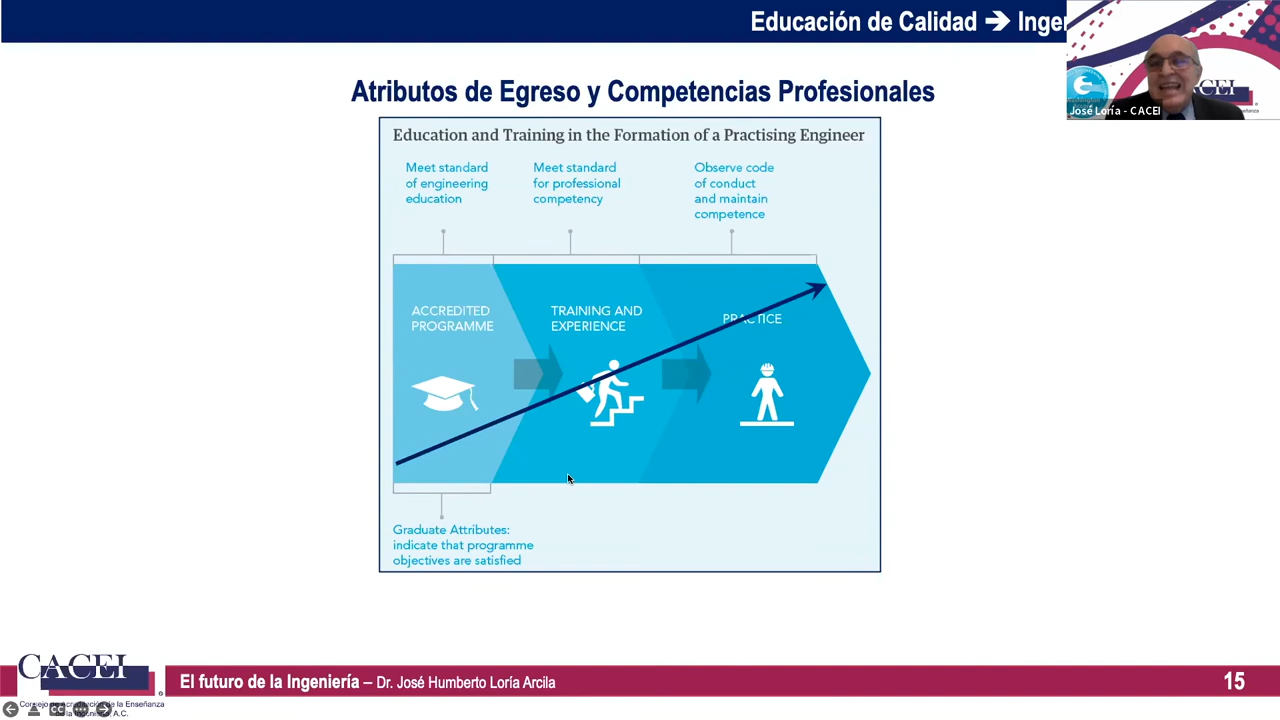 Educación de Calidad → Inge
José Loría - CACEI
Atributos de Egreso y Competencias Profesionales
Education and Training in the Formation of a Practising Engineer
Meet standard
of engineering
education
Meet standard
for professional
competency
Observe code
of conduct
and maintain
competence
ACCREDITED
PROGRAMME
TRAINING AND
EXPERIENCE
PRACTICE
Graduate Attributes:
indicate that programme
objectives are satisfied
CACEI
Consejo de Acreditación de la Enseñanza
de la Ingeniería, A.C.
El futuro de la Ingeniería – Dr. José Humberto Loría Arcila
15